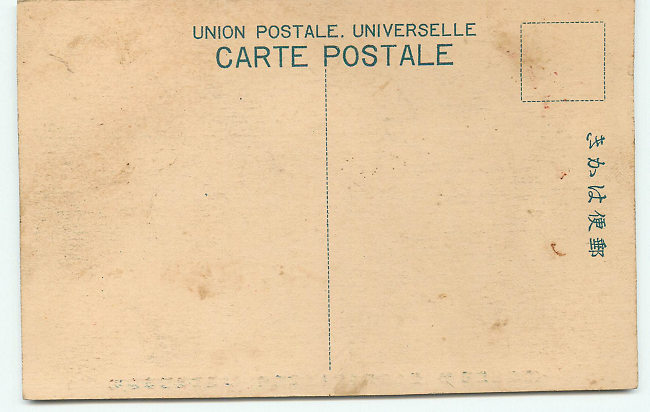 UNION POSTALE. UNIVERSELLE
CARTE POSTALE
郵便はかき